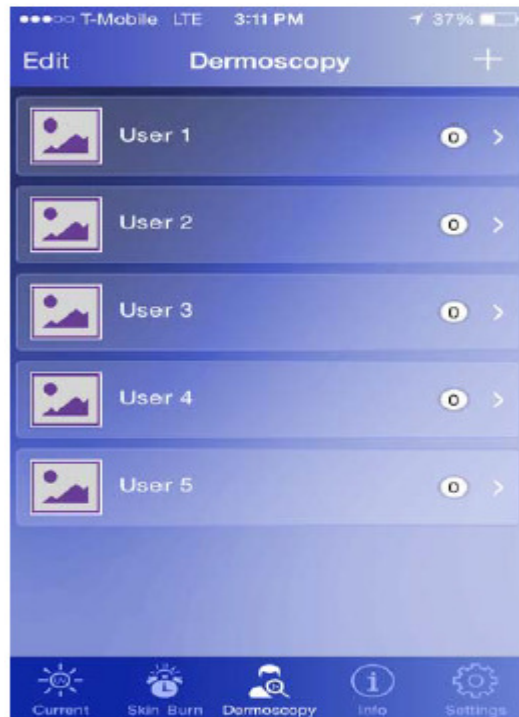 T-Mobile LTE 3:11 PM 37%
Edit Dermoscopy +
User 1 0 >
User 2 0 >
User 3 0 >
User 4 0 >
User 5 0 >
UV
Current Skin Burn Dermoscopy Info Settings